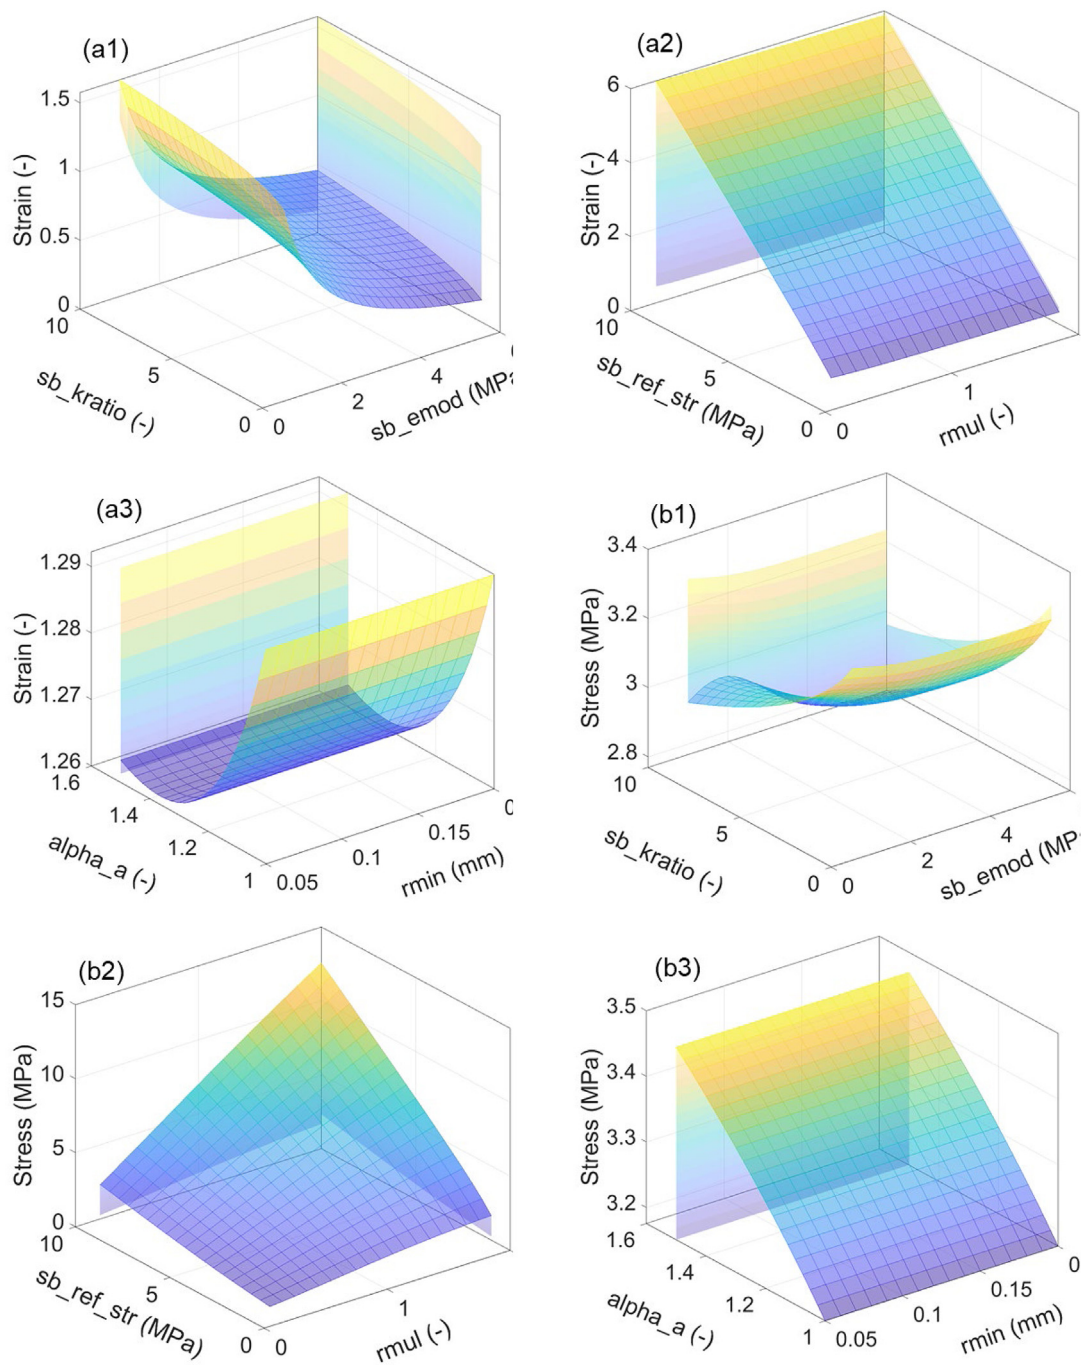 (a1)
1.5
1
0.5
0
Strain (-)
10
5
0
sb_kratio (-)
0
2
4
sb_emod (MPa
(a2)
6
4
2
0
Strain (-)
10
5
0
sb_ref_str (MPa)
0
1
rmul (-)
(a3)
1.29
1.28
1.27
1.26
Strain (-)
1.6
1.4
1.2
1
alpha_a (-)
0.05
0.1
0.15
0
rmin (mm)
(b1)
3.4
3.2
3
2.8
Stress (MPa)
10
5
0
sb_kratio (-)
0
2
4
sb_emod (MP
(b2)
15
10
5
0
Stress (MPa)
10
5
0
sb_ref_str (MPa)
0
1
rmul (-)
(b3)
3.5
3.4
3.3
3.2
Stress (MPa)
1.6
1.4
1.2
1
alpha_a (-)
0.05
0.1
0.15
0
rmin (mm)